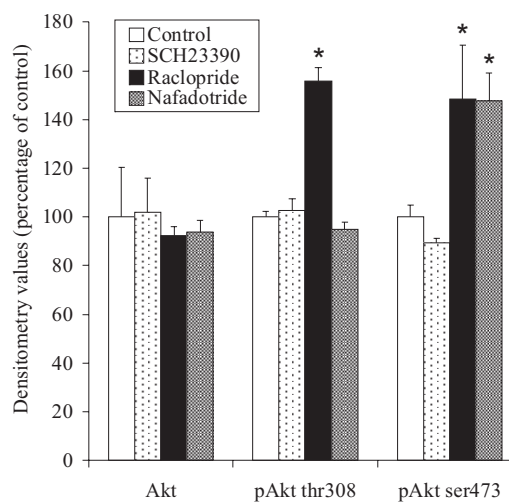 Densitometry values (percentage of control)
180
160
140
120
100
80
60
40
20
0
Control
SCH23390
Raclopride
Nafadotride
*
*
*
Akt
pAkt thr308
pAkt ser473